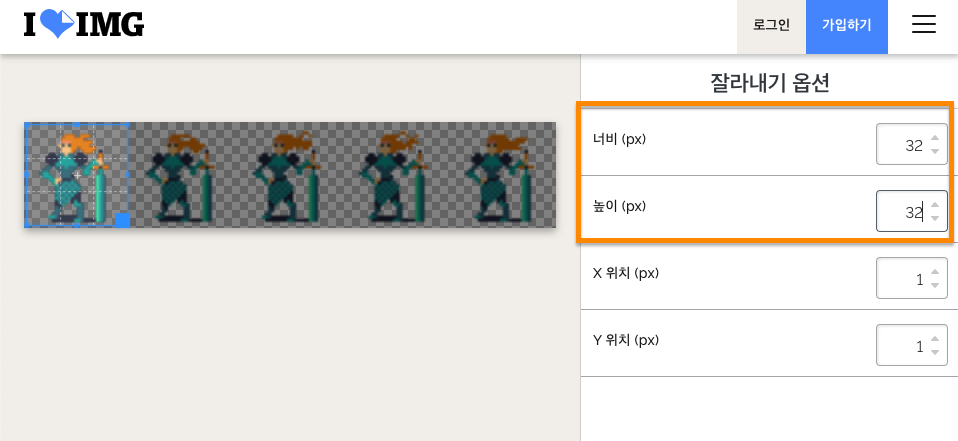 I IMG
로그인
가입하기
잘라내기 옵션
너비 (px)
32
높이 (px)
32
X 위치 (px)
1
Y 위치 (px)
1